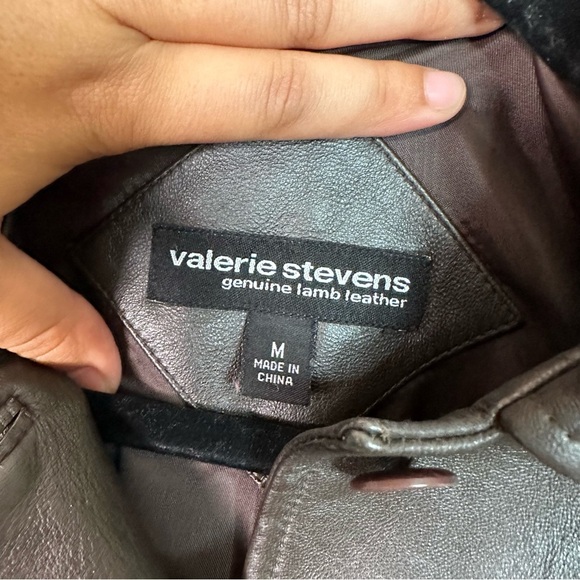 valerie stevens
genuine lamb leather
M
MADE IN
CHINA